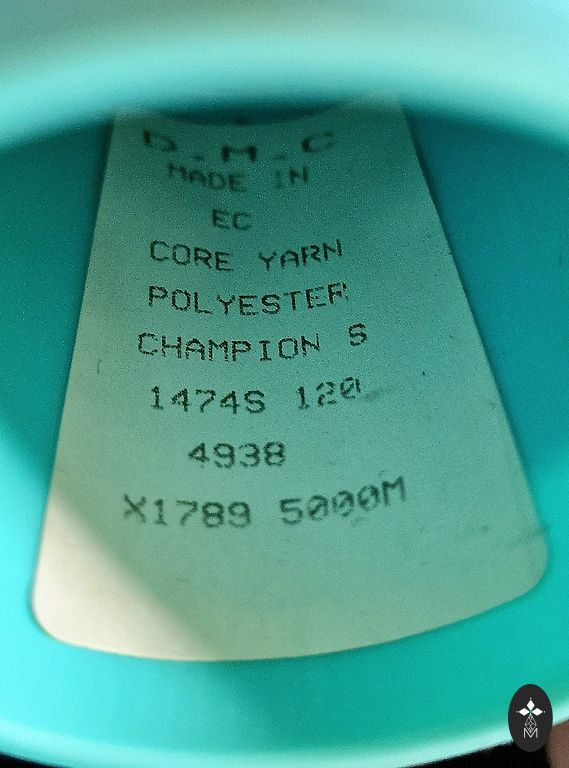 D.M.C
MADE IN
EC
CORE YARN
POLYESTER
CHAMPION S
1474S 120
4938
X1789 5000M
M